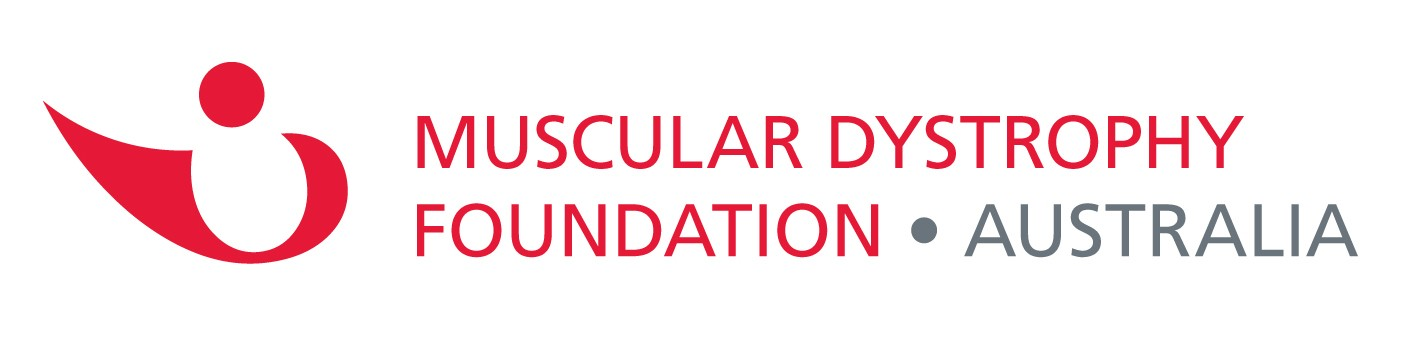 MUSCULAR DYSTROPHY
FOUNDATION • AUSTRALIA